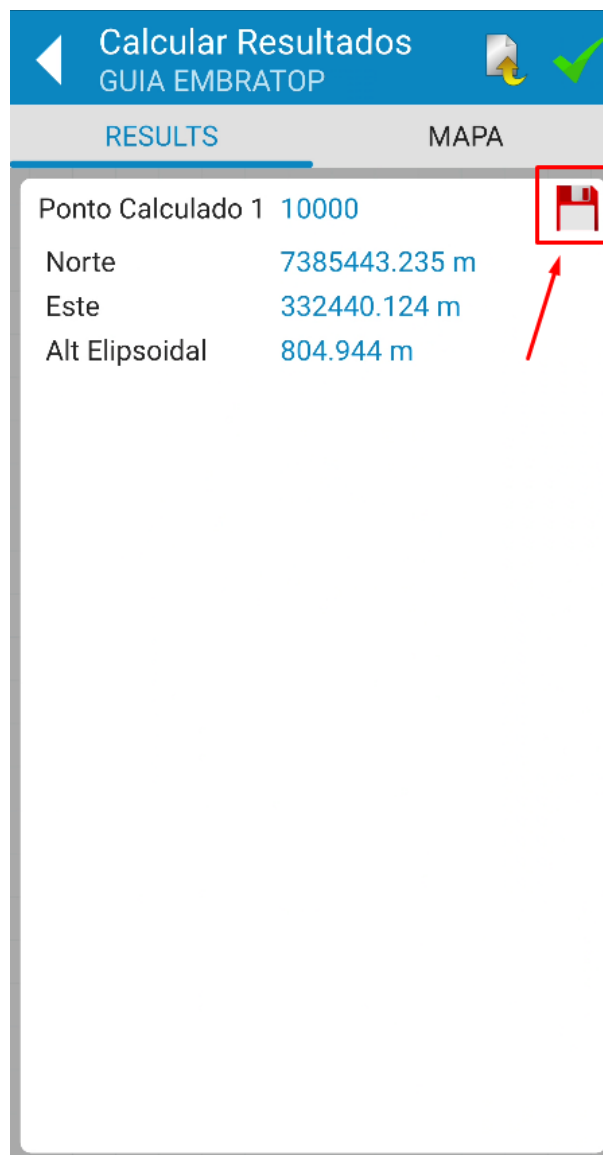 Calcular Resultados
GUIA EMBRATOP
RESULTS MAPA
Ponto Calculado 1 10000
Norte 7385443.235 m
Este 332440.124 m
Alt Elipsoidal 804.944 m